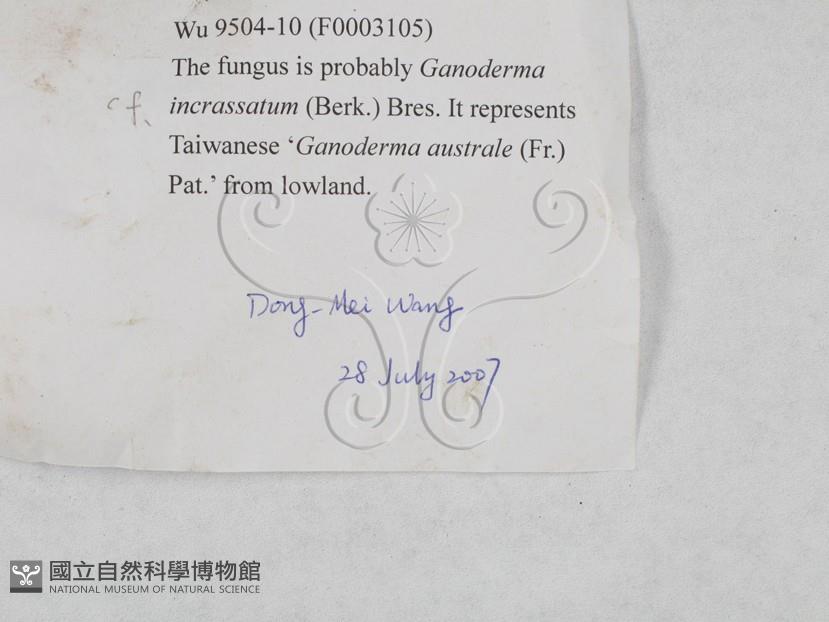 Wu 9504-10 (F0003105)
The fungus is probably Ganoderma
cf. incrassatum (Berk.) Bres. It represents
Taiwanese ‘Ganoderma australe (Fr.)
Pat.’ from lowland.
Dong-Mei Wang
28 July 2007
國立自然科學博物館
NATIONAL MUSEUM OF NATURAL SCIENCE